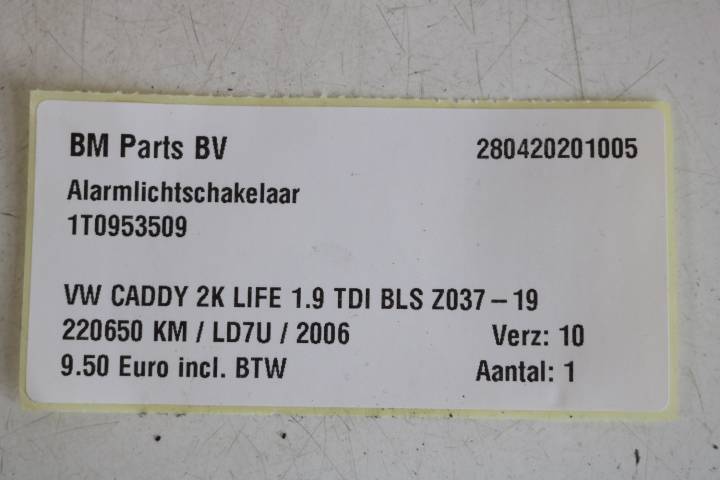 BM Parts BV 280420201005
Alarmlichtschakelaar
1T0953509
VW CADDY 2K LIFE 1.9 TDI BLS Z037 – 19
220650 KM / LD7U / 2006 Verz: 10
9.50 Euro incl. BTW Aantal: 1